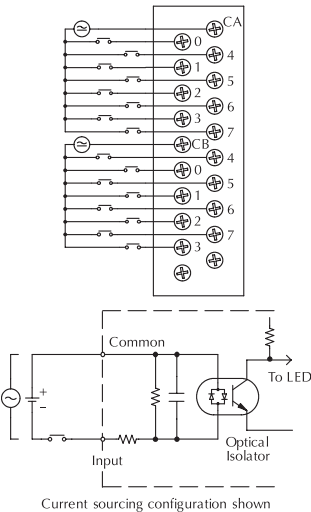 CA
0
4
1
5
2
6
3
7
CB
4
0
5
1
6
2
7
3
Common
+
−
To LED
Input
Optical
Isolator
Current sourcing configuration shown